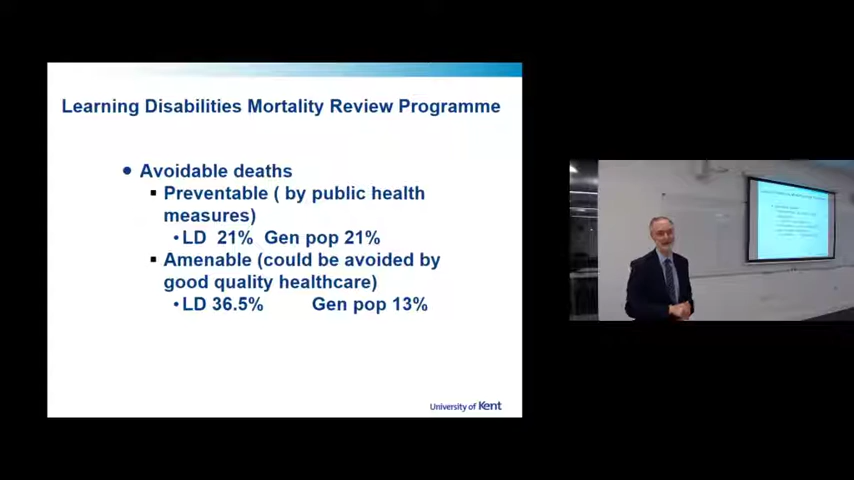 Learning Disabilities Mortality Review Programme
• Avoidable deaths
▪ Preventable ( by public health
measures)
• LD 21% Gen pop 21%
▪ Amenable (could be avoided by
good quality healthcare)
• LD 36.5% Gen pop 13%
University of Kent